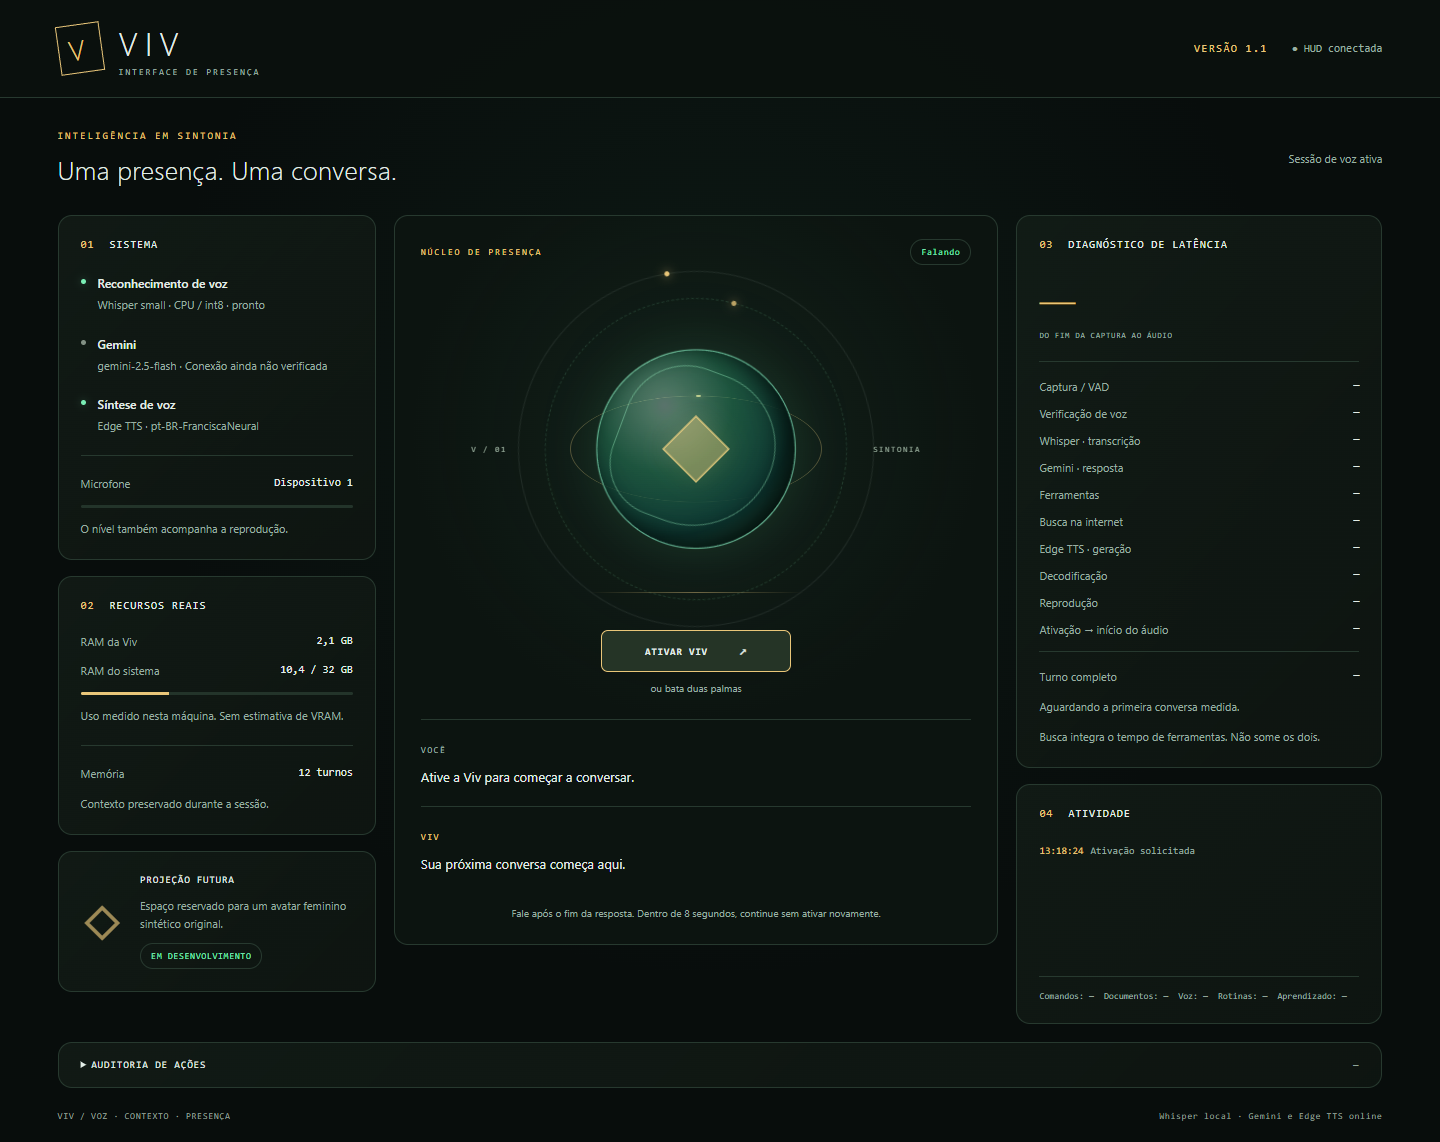 V
VIV
INTERFACE DE PRESENÇA
VERSÃO 1.1
HUD conectada
INTELIGÊNCIA EM SINTONIA
Uma presença. Uma conversa.
Sessão de voz ativa
01 SISTEMA
Reconhecimento de voz
Whisper small · CPU / int8 · pronto
Gemini
gemini-2.5-flash · Conexão ainda não verificada
Síntese de voz
Edge TTS · pt-BR-FranciscaNeural
Microfone Dispositivo 1
O nível também acompanha a reprodução.
02 RECURSOS REAIS
RAM da Viv 2,1 GB
RAM do sistema 10,4 / 32 GB
Uso medido nesta máquina. Sem estimativa de VRAM.
Memória 12 turnos
Contexto preservado durante a sessão.
PROJEÇÃO FUTURA
Espaço reservado para um avatar feminino
sintético original.
EM DESENVOLVIMENTO
NÚCLEO DE PRESENÇA
Falando
V / 01
SINTONIA
ATIVAR VIV ↗
ou bata duas palmas
VOCÊ
Ative a Viv para começar a conversar.
VIV
Sua próxima conversa começa aqui.
Fale após o fim da resposta. Dentro de 8 segundos, continue sem ativar novamente.
03 DIAGNÓSTICO DE LATÊNCIA
—
DO FIM DA CAPTURA AO ÁUDIO
Captura / VAD —
Verificação de voz —
Whisper · transcrição —
Gemini · resposta —
Ferramentas —
Busca na internet —
Edge TTS · geração —
Decodificação —
Reprodução —
Ativação → início do áudio —
Turno completo —
Aguardando a primeira conversa medida.
Busca integra o tempo de ferramentas. Não some os dois.
04 ATIVIDADE
13:18:24 Ativação solicitada
Comandos: — Documentos: — Voz: — Rotinas: — Aprendizado: —
▶ AUDITORIA DE AÇÕES —
VIV / VOZ · CONTEXTO · PRESENÇA
Whisper local · Gemini e Edge TTS online